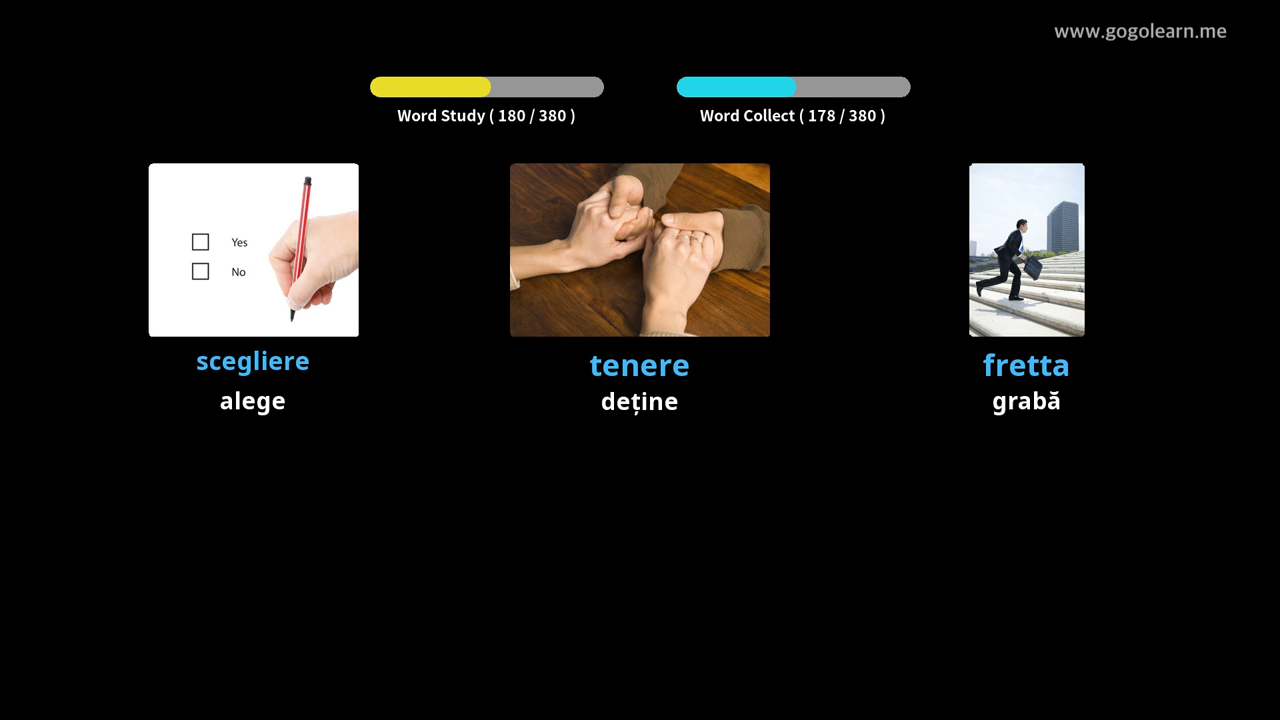 www.gogolearn.me
Word Study ( 180 / 380 )
Word Collect ( 178 / 380 )
Yes
No
scegliere
alege
tenere
deține
fretta
grabă